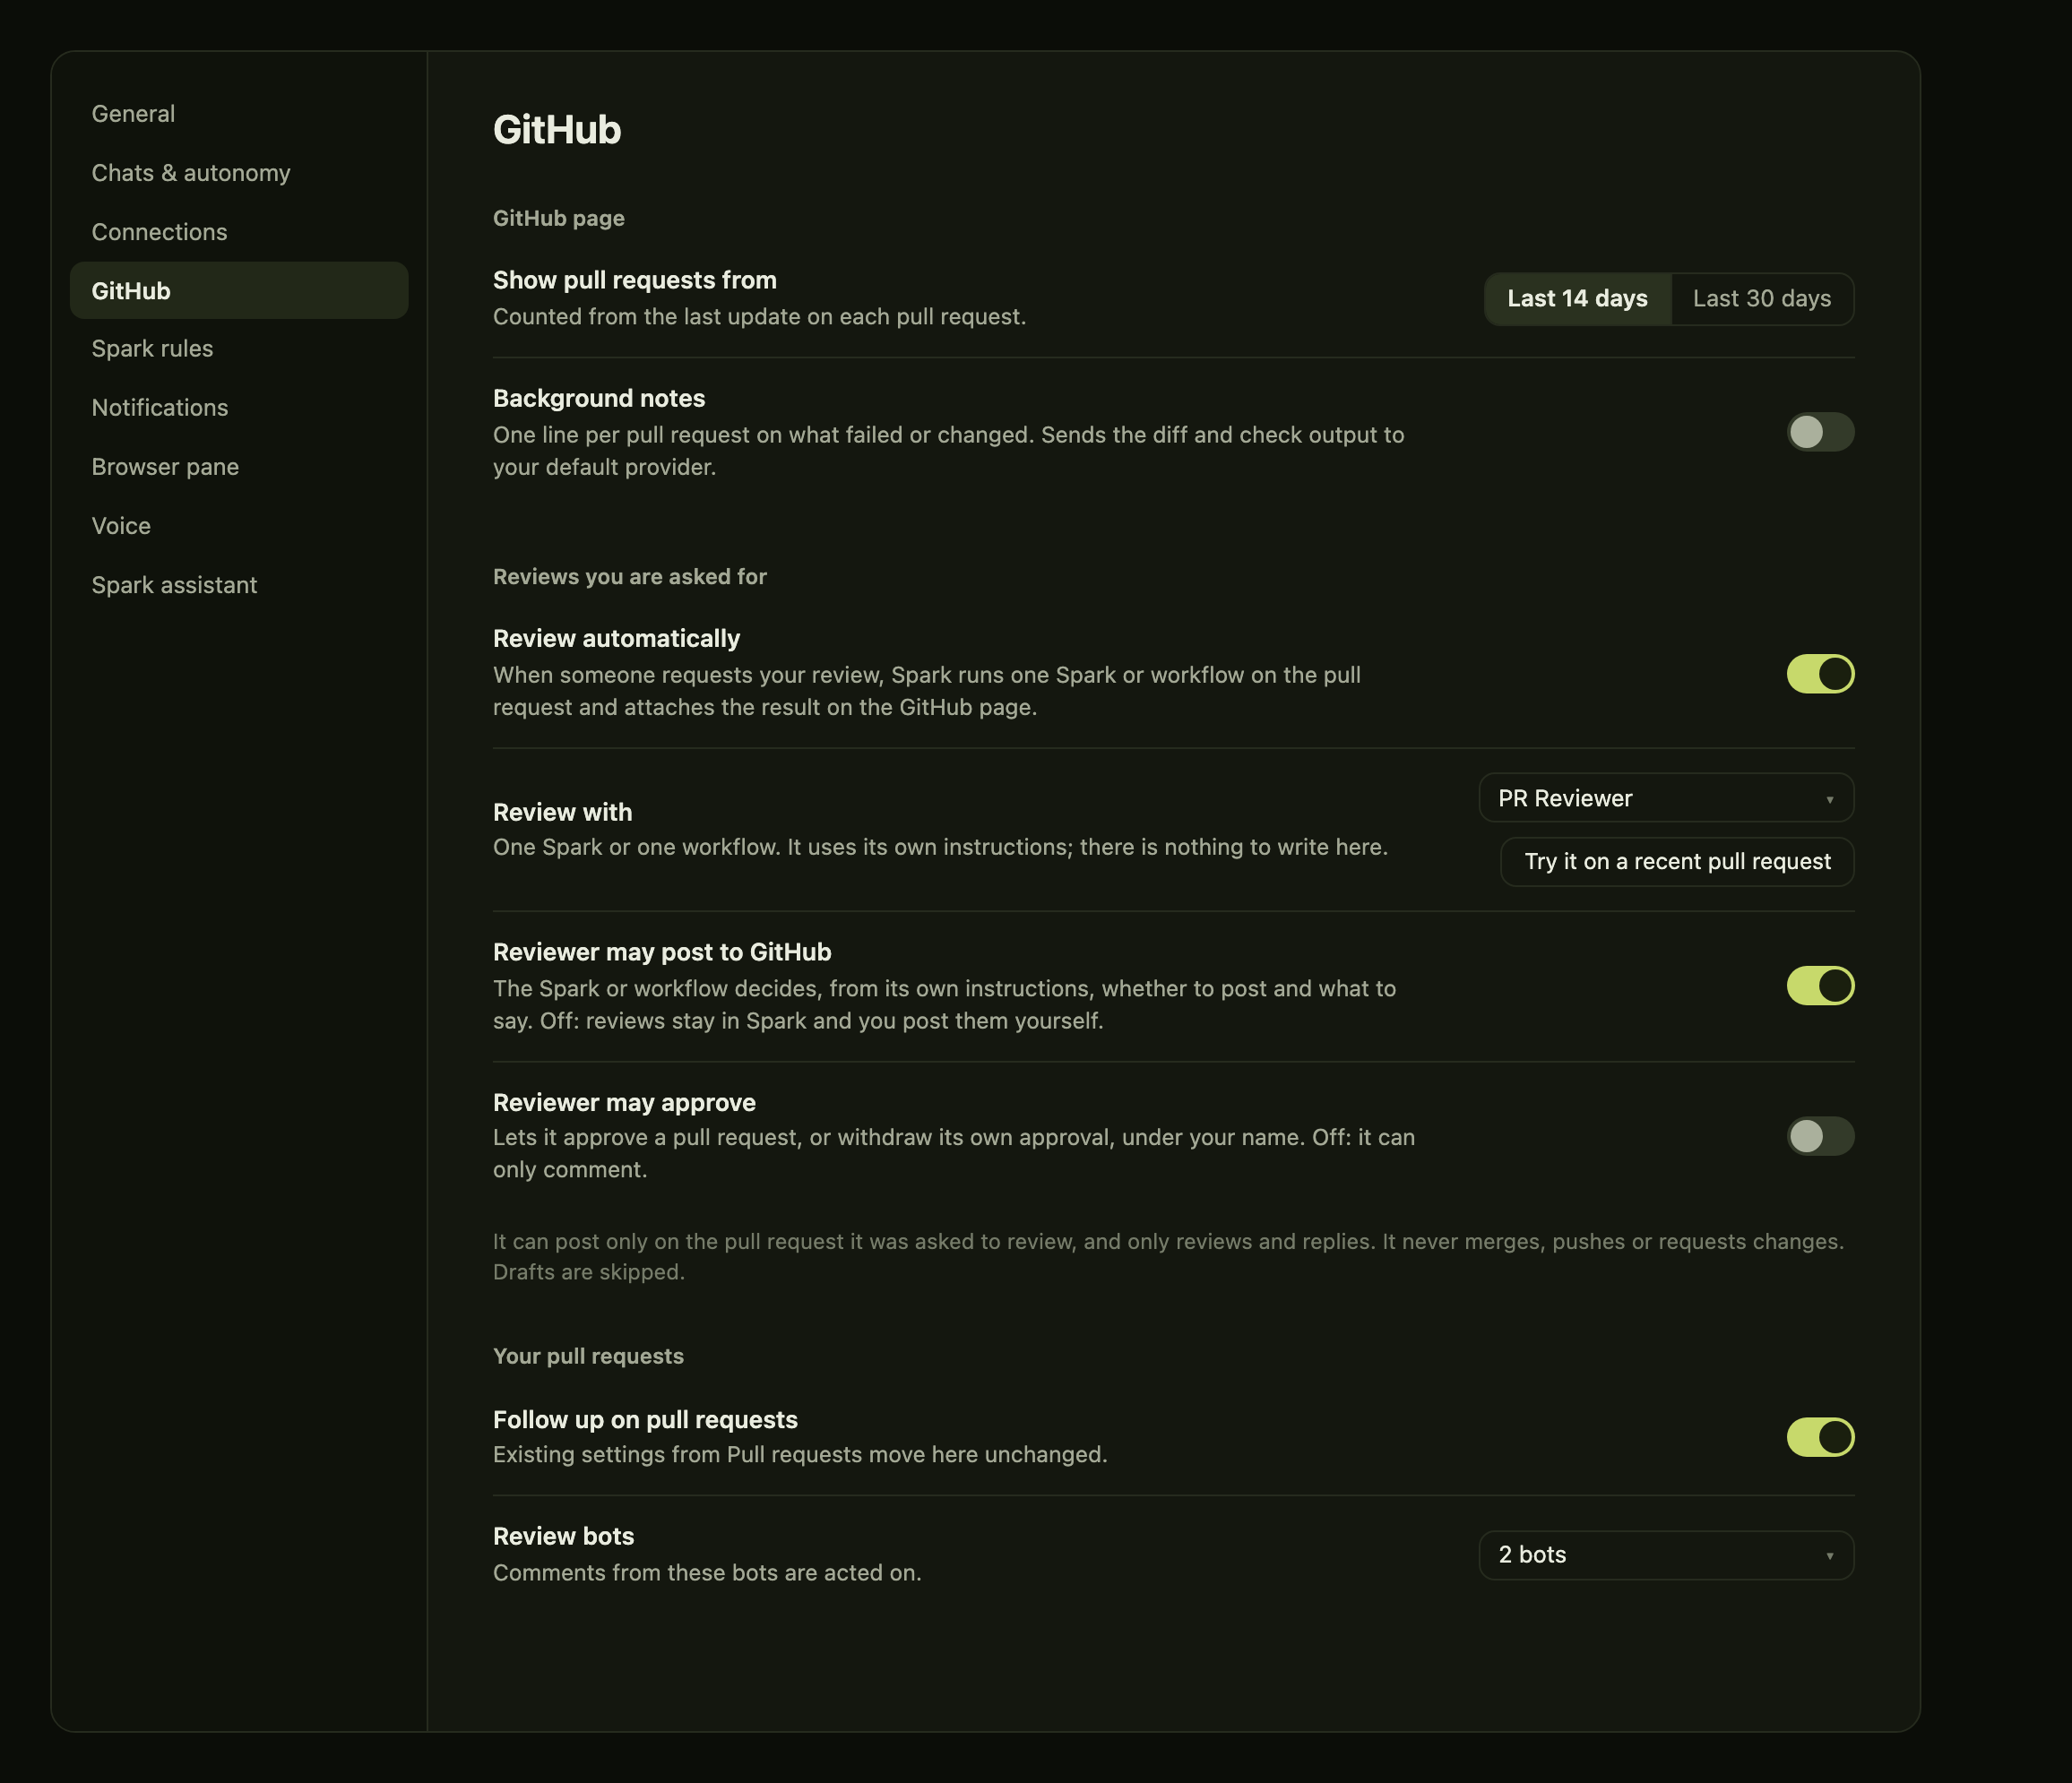 General
Chats & autonomy
Connections
GitHub
Spark rules
Notifications
Browser pane
Voice
Spark assistant
GitHub
GitHub page
Show pull requests from
Counted from the last update on each pull request.
Last 14 days
Last 30 days
Background notes
One line per pull request on what failed or changed. Sends the diff and check output to
your default provider.
Reviews you are asked for
Review automatically
When someone requests your review, Spark runs one Spark or workflow on the pull
request and attaches the result on the GitHub page.
Review with
One Spark or one workflow. It uses its own instructions; there is nothing to write here.
PR Reviewer
Try it on a recent pull request
Reviewer may post to GitHub
The Spark or workflow decides, from its own instructions, whether to post and what to
say. Off: reviews stay in Spark and you post them yourself.
Reviewer may approve
Lets it approve a pull request, or withdraw its own approval, under your name. Off: it can
only comment.
It can post only on the pull request it was asked to review, and only reviews and replies. It never merges, pushes or requests changes.
Drafts are skipped.
Your pull requests
Follow up on pull requests
Existing settings from Pull requests move here unchanged.
Review bots
Comments from these bots are acted on.
2 bots